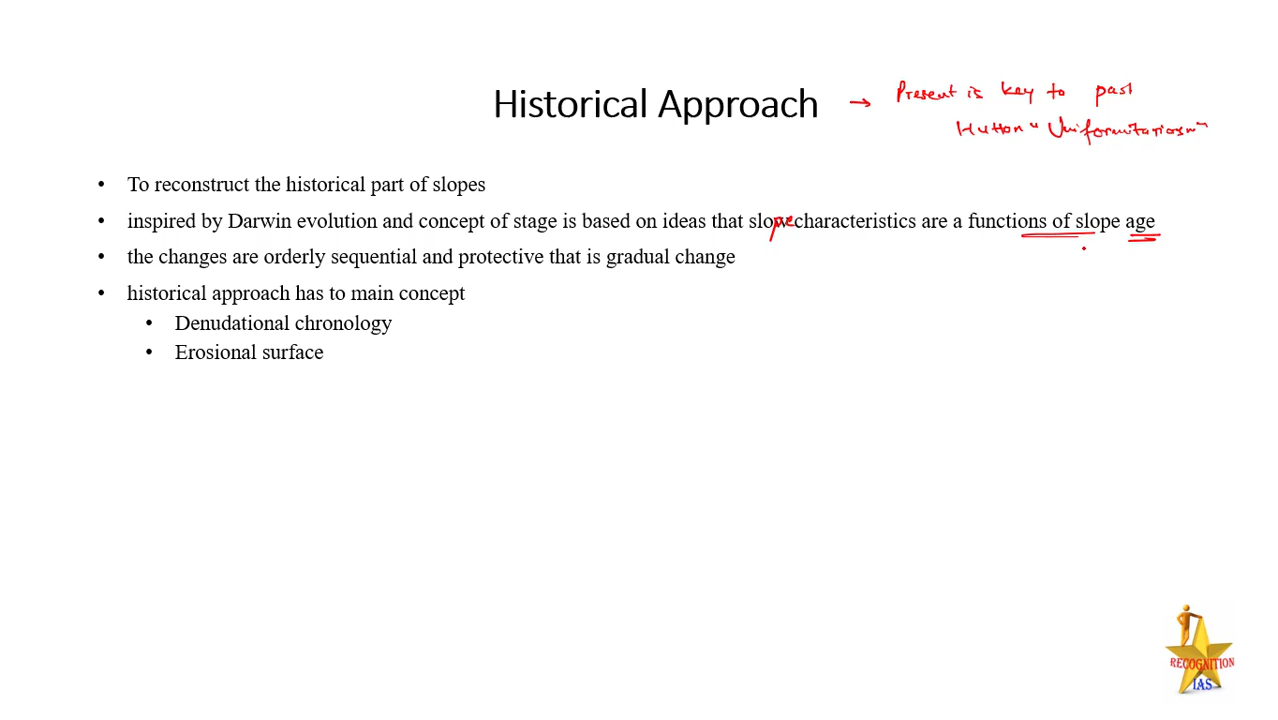 Historical Approach → Present is key to past
Hutton "Uniformitarism"
• To reconstruct the historical part of slopes
• inspired by Darwin evolution and concept of stage is based on ideas that slope characteristics are a functions of slope age
• the changes are orderly sequential and protective that is gradual change
• historical approach has to main concept
• Denudational chronology
• Erosional surface
RECOGNITION
IAS